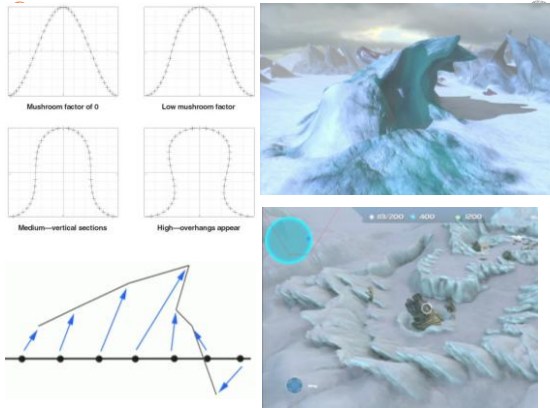 Mushroom factor of 0
Low mushroom factor
Medium—vertical sections
High—overhangs appear
400
1200